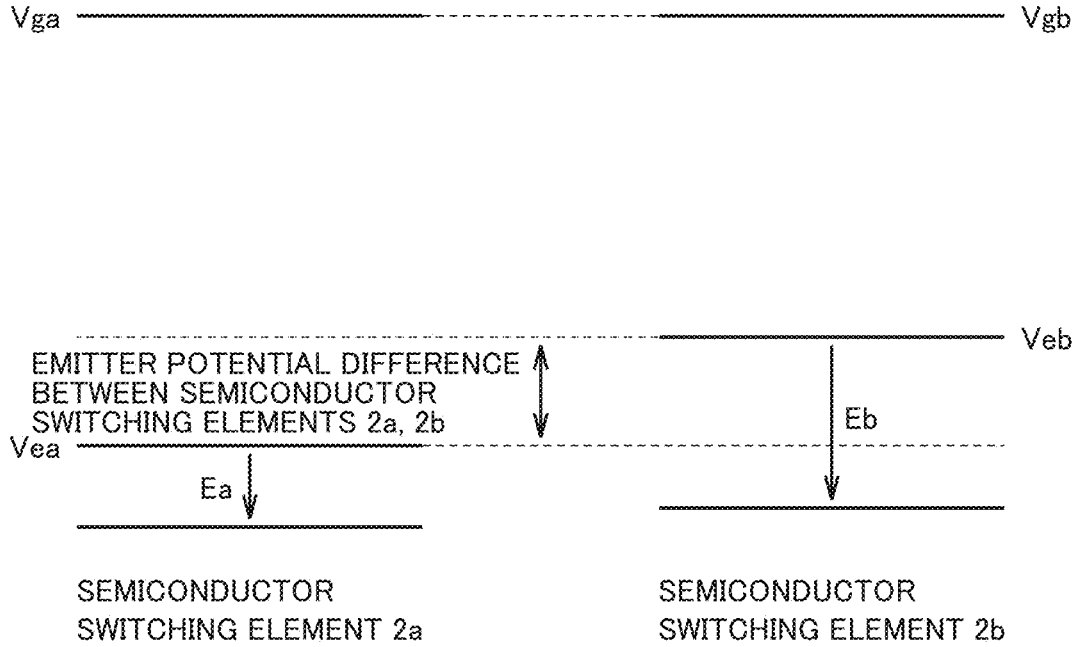 Vga
Vgb
Veb
EMITTER POTENTIAL DIFFERENCE
BETWEEN SEMICONDUCTOR
SWITCHING ELEMENTS 2a, 2b
Vea
Eb
Ea
SEMICONDUCTOR
SWITCHING ELEMENT 2a
SEMICONDUCTOR
SWITCHING ELEMENT 2b